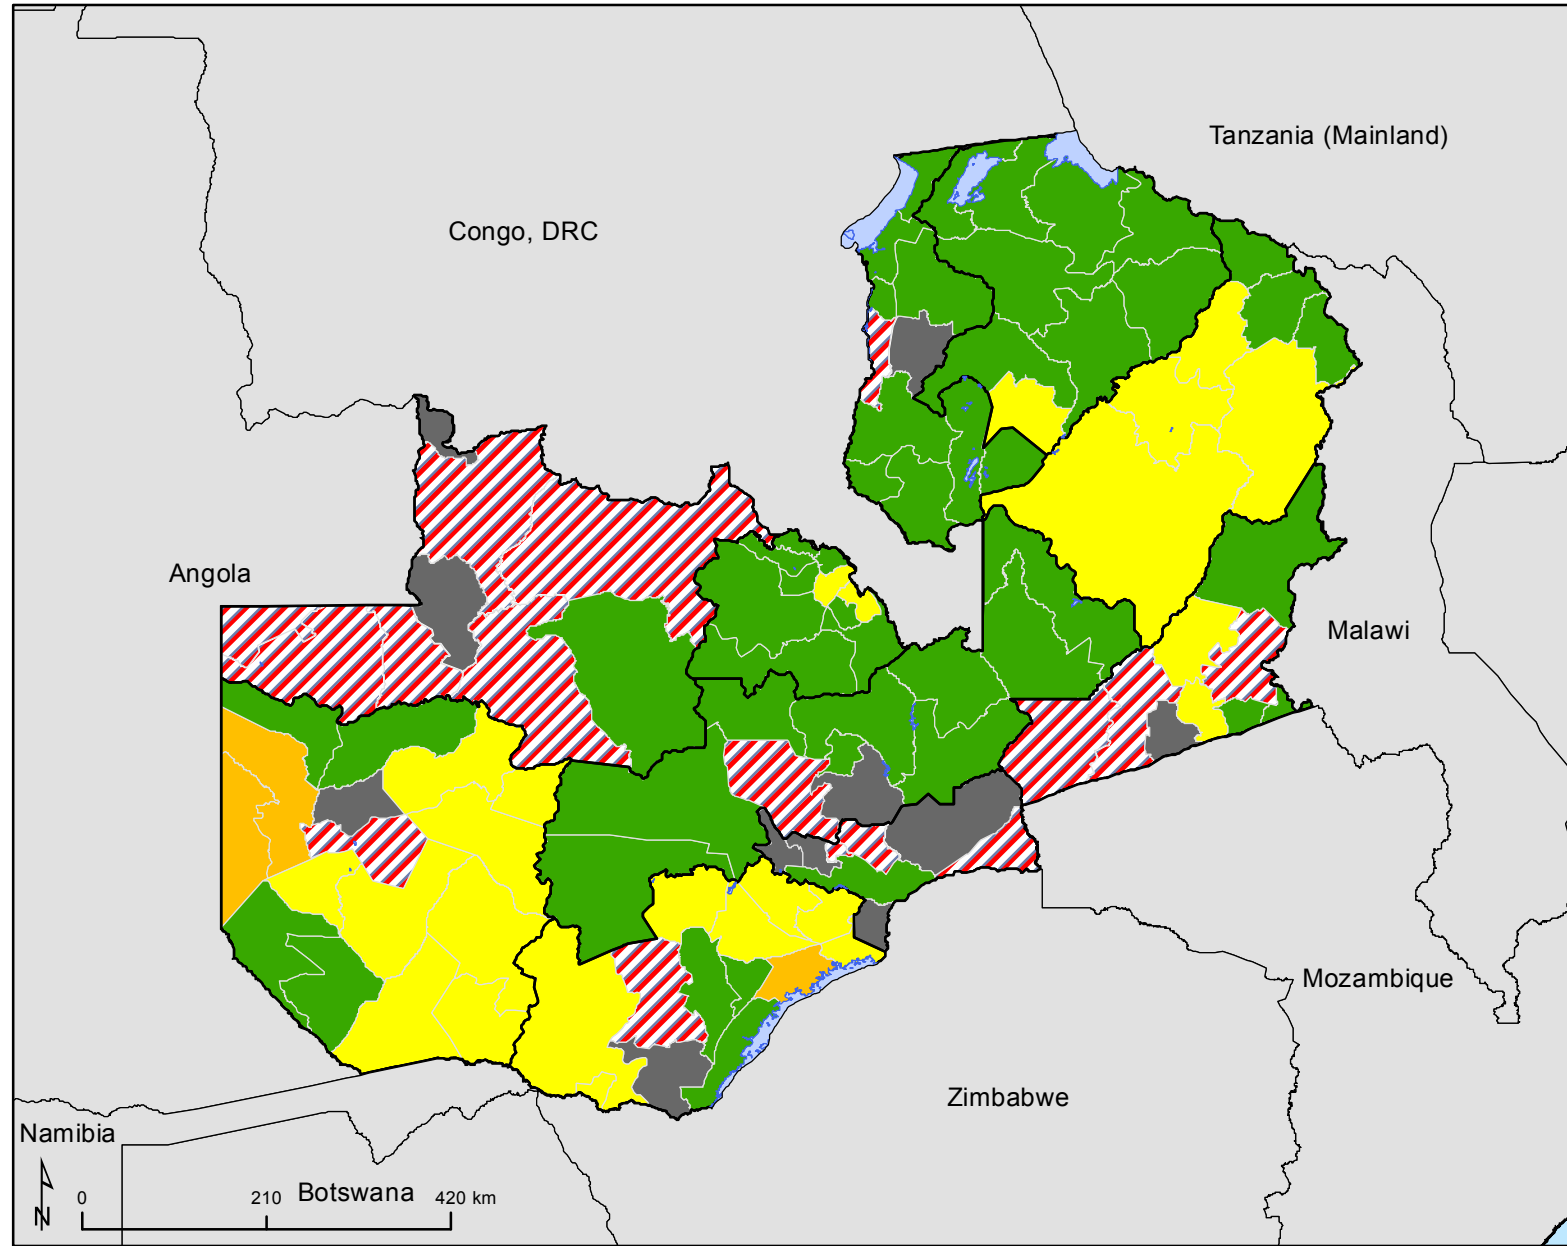 Tanzania (Mainland)
Congo, DRC
Angola
Malawi
Mozambique
Zimbabwe
Namibia
Botswana
N
0 210 420 km